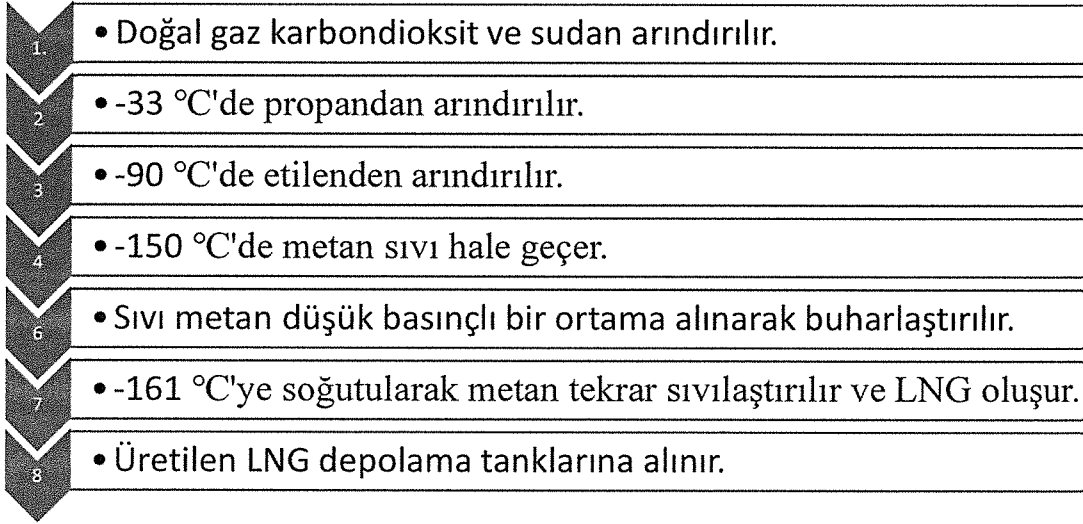 1. • Doğal gaz karbondioksit ve sudan arındırılır.
2 • -33 °C'de propandan arındırılır.
3 • -90 °C'de etilenden arındırılır.
4 • -150 °C'de metan sıvı hale geçer.
6 • Sıvı metan düşük basınçlı bir ortama alınarak buharlaştırılır.
7 • -161 °C'ye soğutularak metan tekrar sıvılaştırılır ve LNG oluşur.
8 • Üretilen LNG depolama tanklarına alınır.